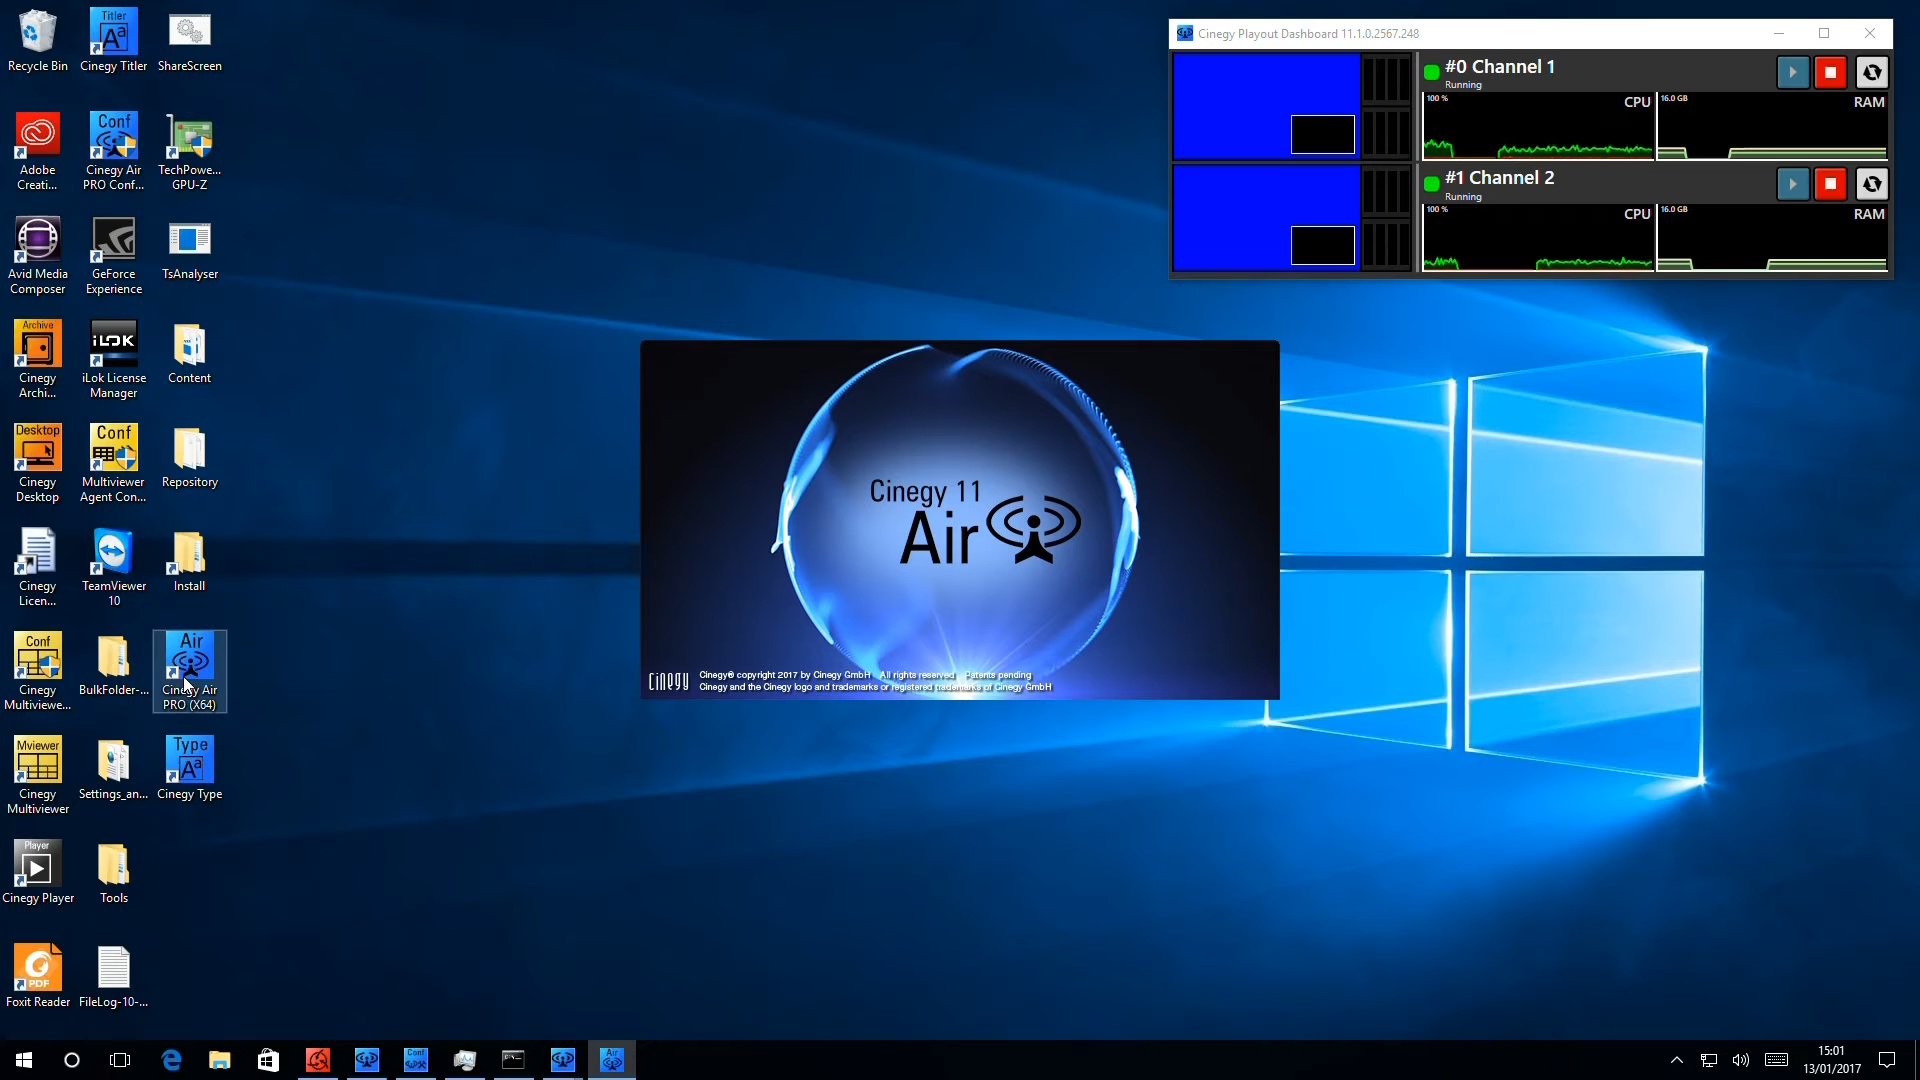 Recycle Bin
Titler
Aa
Cinegy Titler
ShareScreen
Adobe
Creati...
Conf
Cinegy Air
PRO Conf...
TechPowe...
GPU-Z
Avid Media
Composer
GeForce
Experience
TsAnalyser
Archive
Cinegy
Archi...
iLOK
iLok License
Manager
Content
Desktop
Cinegy
Desktop
Conf
Multiviewer
Agent Con...
Repository
Cinegy
Licen...
TeamViewer
10
Install
Conf
Cinegy
Multiviewe...
BulkFolder-...
Air
Cinegy Air
PRO (X64)
Mviewer
Cinegy
Multiviewer
Settings_an...
Type
Aa
Cinegy Type
Player
Cinegy Player
Tools
PDF
Foxit Reader
FileLog-10-...
Cinegy Playout Dashboard 11.1.0.2567.248
#0 Channel 1
Running
100 %
CPU
16.0 GB
RAM
#1 Channel 2
Running
100 %
CPU
16.0 GB
RAM
Cinegy 11
Air
cinegy
Cinegy® copyright 2017 by Cinegy GmbH All rights reserved Patents pending
Cinegy and the Cinegy logo and trademarks or registered trademarks of Cinegy GmbH
Conf
Air
15:01
13/01/2017